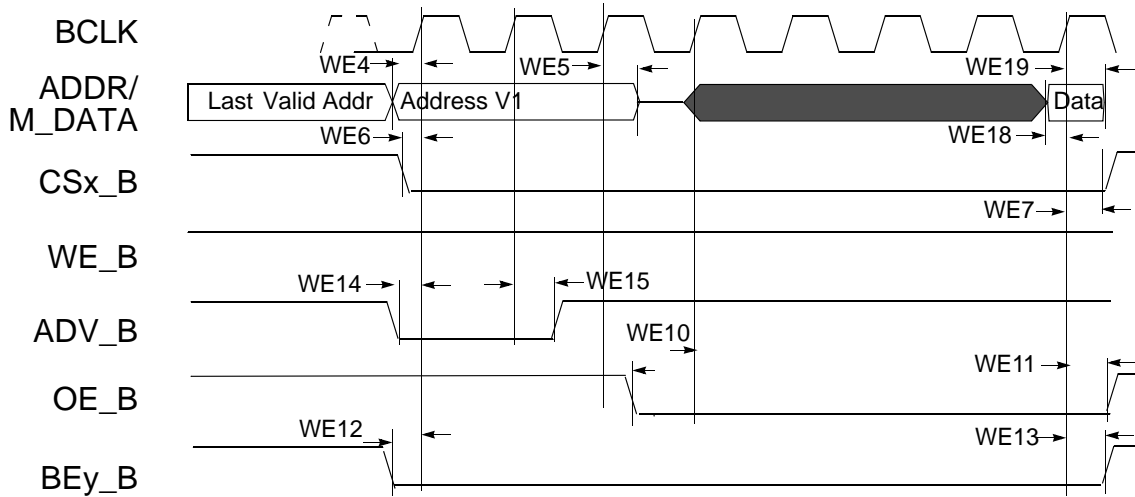 BCLK
WE4
WE5
WE19
ADDR/
M_DATA
Last Valid Addr
Address V1
Data
WE6
WE18
CSx_B
WE7
WE_B
WE14
WE15
ADV_B
WE10
WE11
OE_B
WE12
WE13
BEy_B